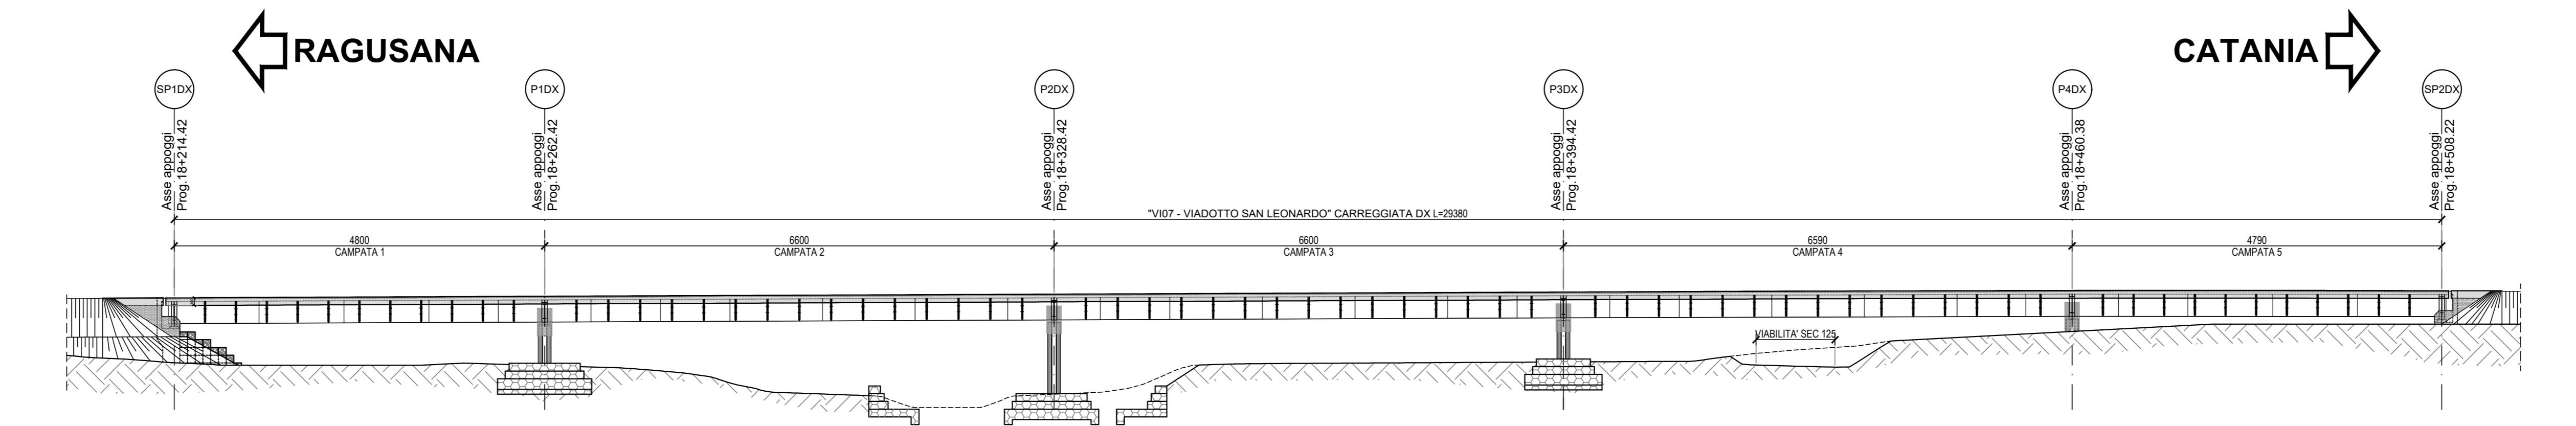 RAGUSANA
CATANIA
SP1DX
P1DX
P2DX
P3DX
P4DX
SP2DX
Asse appoggi
Prog.18+214.42
Asse appoggi
Prog.18+262.42
Asse appoggi
Prog.18+328.42
Asse appoggi
Prog.18+394.42
Asse appoggi
Prog.18+460.38
Asse appoggi
Prog.18+508.22
"VI07 - VIADOTTO SAN LEONARDO" CARREGGIATA DX L=29380
4800
CAMPATA 1
6600
CAMPATA 2
6600
CAMPATA 3
6590
CAMPATA 4
4790
CAMPATA 5
VIABILITA' SEC 125